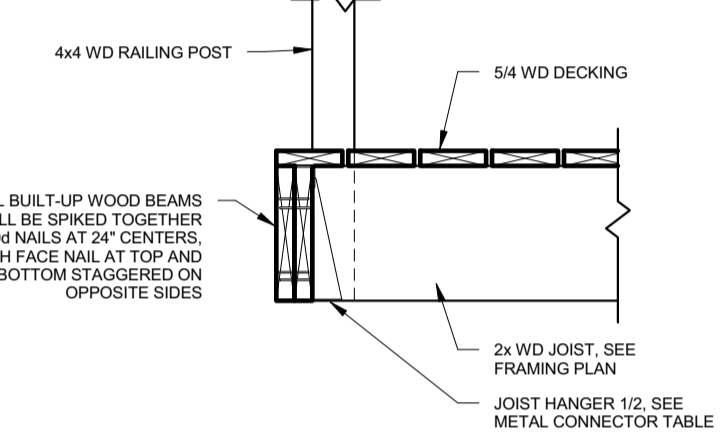 4x4 WD RAILING POST
5/4 WD DECKING
BUILT-UP WOOD BEAMS
BE SPIKED TOGETHER
NAILS AT 24" CENTERS,
FACE NAIL AT TOP AND
BOTTOM STAGGERED ON
OPPOSITE SIDES
2x WD JOIST, SEE
FRAMING PLAN
JOIST HANGER 1/2, SEE
METAL CONNECTOR TABLE